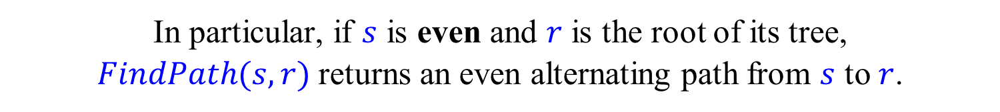 In particular, if s is even and r is the root of its tree,
FindPath(s, r) returns an even alternating path from s to r.